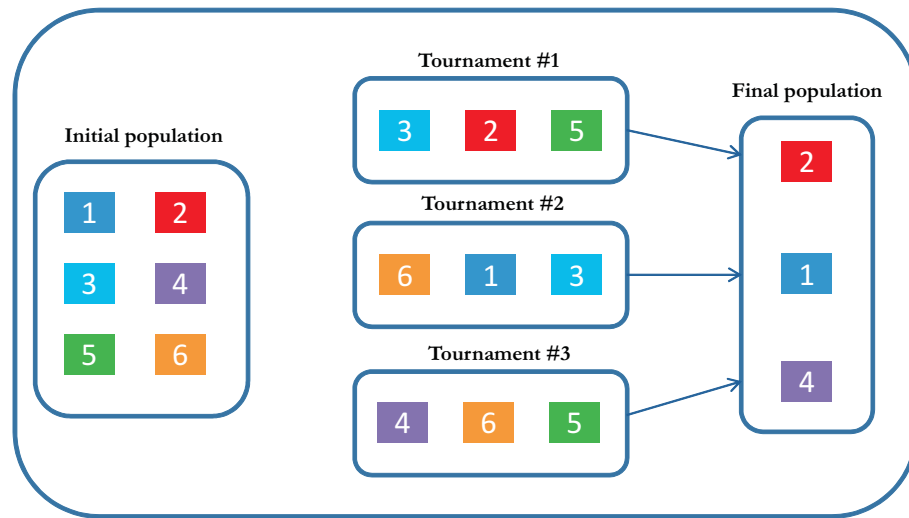 Initial population
1 2
3 4
5 6
Tournament #1
3 2 5
Tournament #2
6 1 3
Tournament #3
4 6 5
Final population
2
1
4